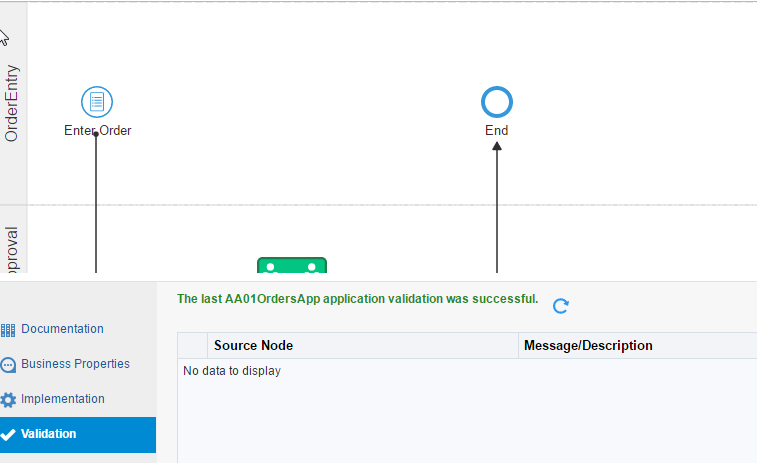 OrderEntry
Enter Order
End
pproval
The last AA01OrdersApp application validation was successful.
Documentation
Business Properties
Implementation
Validation
Source Node
Message/Description
No data to display